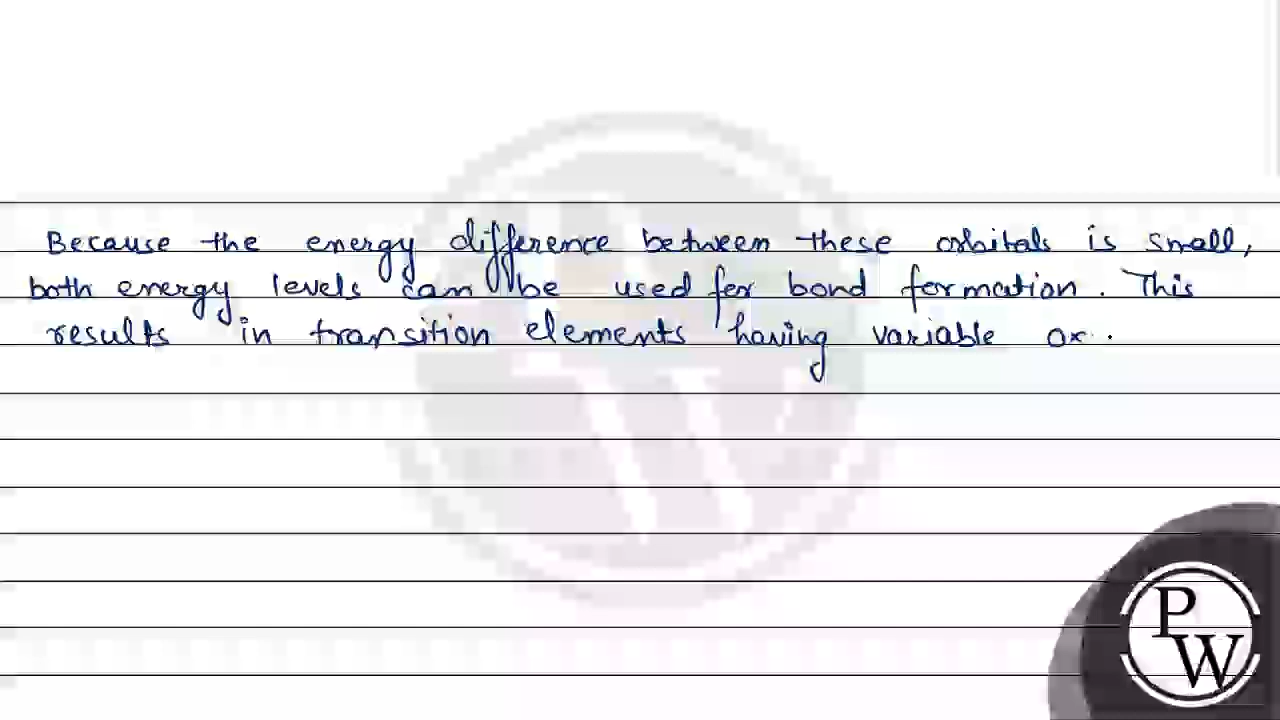 Because the energy difference between these orbitals is small,
both energy levels can be used for bond formation. This
results in transition elements having variable ox..
PW